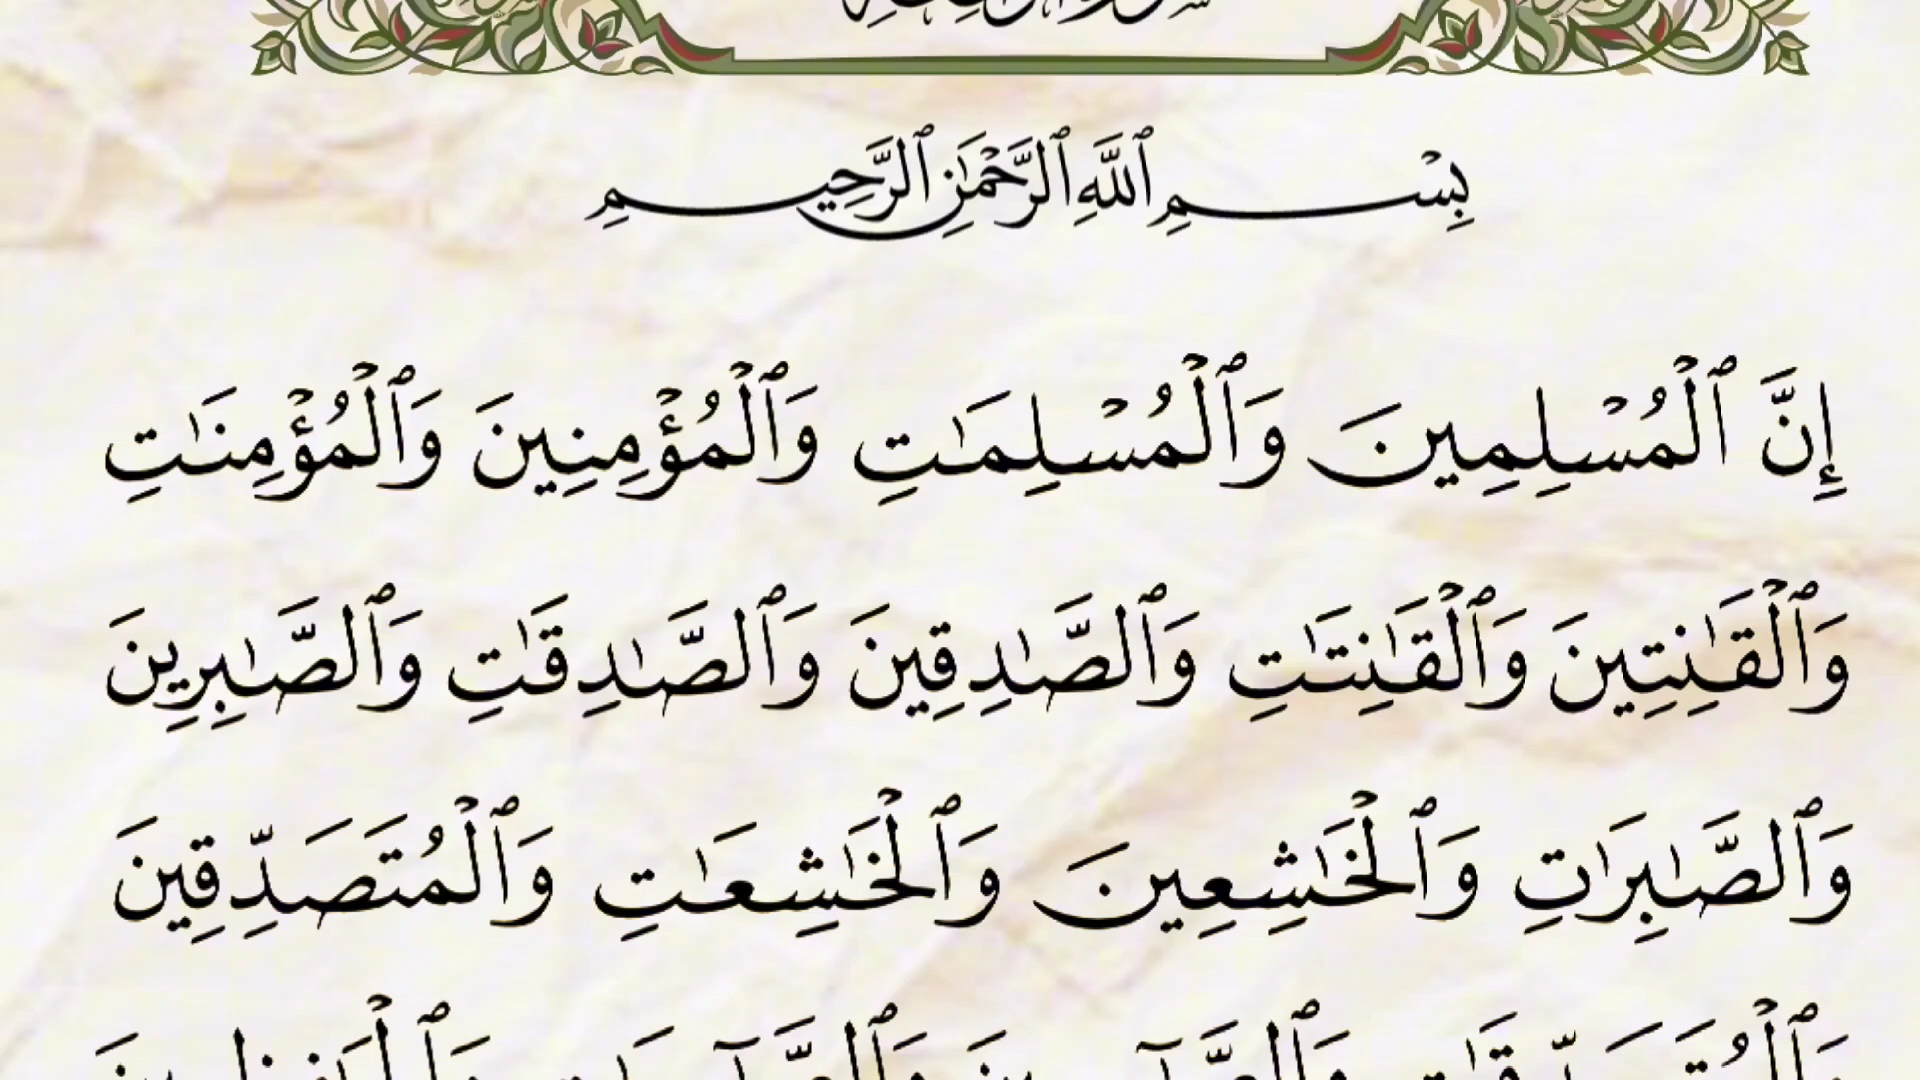 بِسْمِ ٱللَّهِ ٱلرَّحْمَٰنِ ٱلرَّحِيمِ
إِنَّ ٱلْمُسْلِمِينَ وَٱلْمُسْلِمَٰتِ وَٱلْمُؤْمِنِينَ وَٱلْمُؤْمِنَٰتِ
وَٱلْقَٰنِتِينَ وَٱلْقَٰنِتَٰتِ وَٱلصَّٰدِقِينَ وَٱلصَّٰدِقَٰتِ وَٱلصَّٰبِرِينَ
وَٱلصَّٰبِرَٰتِ وَٱلْخَٰشِعِينَ وَٱلْخَٰشِعَٰتِ وَٱلْمُتَصَدِّقِينَ